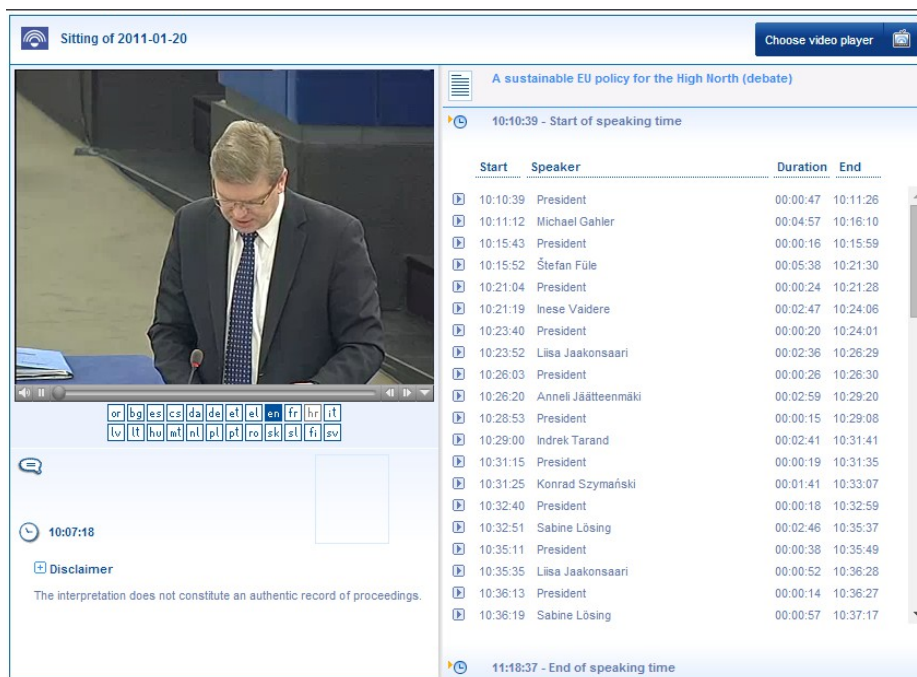 Sitting of 2011-01-20
Choose video player
or bg es cs da de et el en fr hr it
lv lt hu mt nl pl pt ro sk sl fi sv
10:07:18
Disclaimer
The interpretation does not constitute an authentic record of proceedings.
A sustainable EU policy for the High North (debate)
10:10:39 - Start of speaking time
Start Speaker Duration End
10:10:39 President 00:00:47 10:11:26
10:11:12 Michael Gahler 00:04:57 10:16:10
10:15:43 President 00:00:16 10:15:59
10:15:52 Štefan Füle 00:05:38 10:21:30
10:21:04 President 00:00:24 10:21:28
10:21:19 Inese Vaidere 00:02:47 10:24:06
10:23:40 President 00:00:20 10:24:01
10:23:52 Liisa Jaakonsaari 00:02:36 10:26:29
10:26:03 President 00:00:26 10:26:30
10:26:20 Anneli Jäätteenmäki 00:02:59 10:29:20
10:28:53 President 00:00:15 10:29:08
10:29:00 Indrek Tarand 00:02:41 10:31:41
10:31:15 President 00:00:19 10:31:35
10:31:25 Konrad Szymański 00:01:41 10:33:07
10:32:40 President 00:00:18 10:32:59
10:32:51 Sabine Lösing 00:02:46 10:35:37
10:35:11 President 00:00:38 10:35:49
10:35:35 Liisa Jaakonsaari 00:00:52 10:36:28
10:36:13 President 00:00:14 10:36:27
10:36:19 Sabine Lösing 00:00:57 10:37:17
11:18:37 - End of speaking time